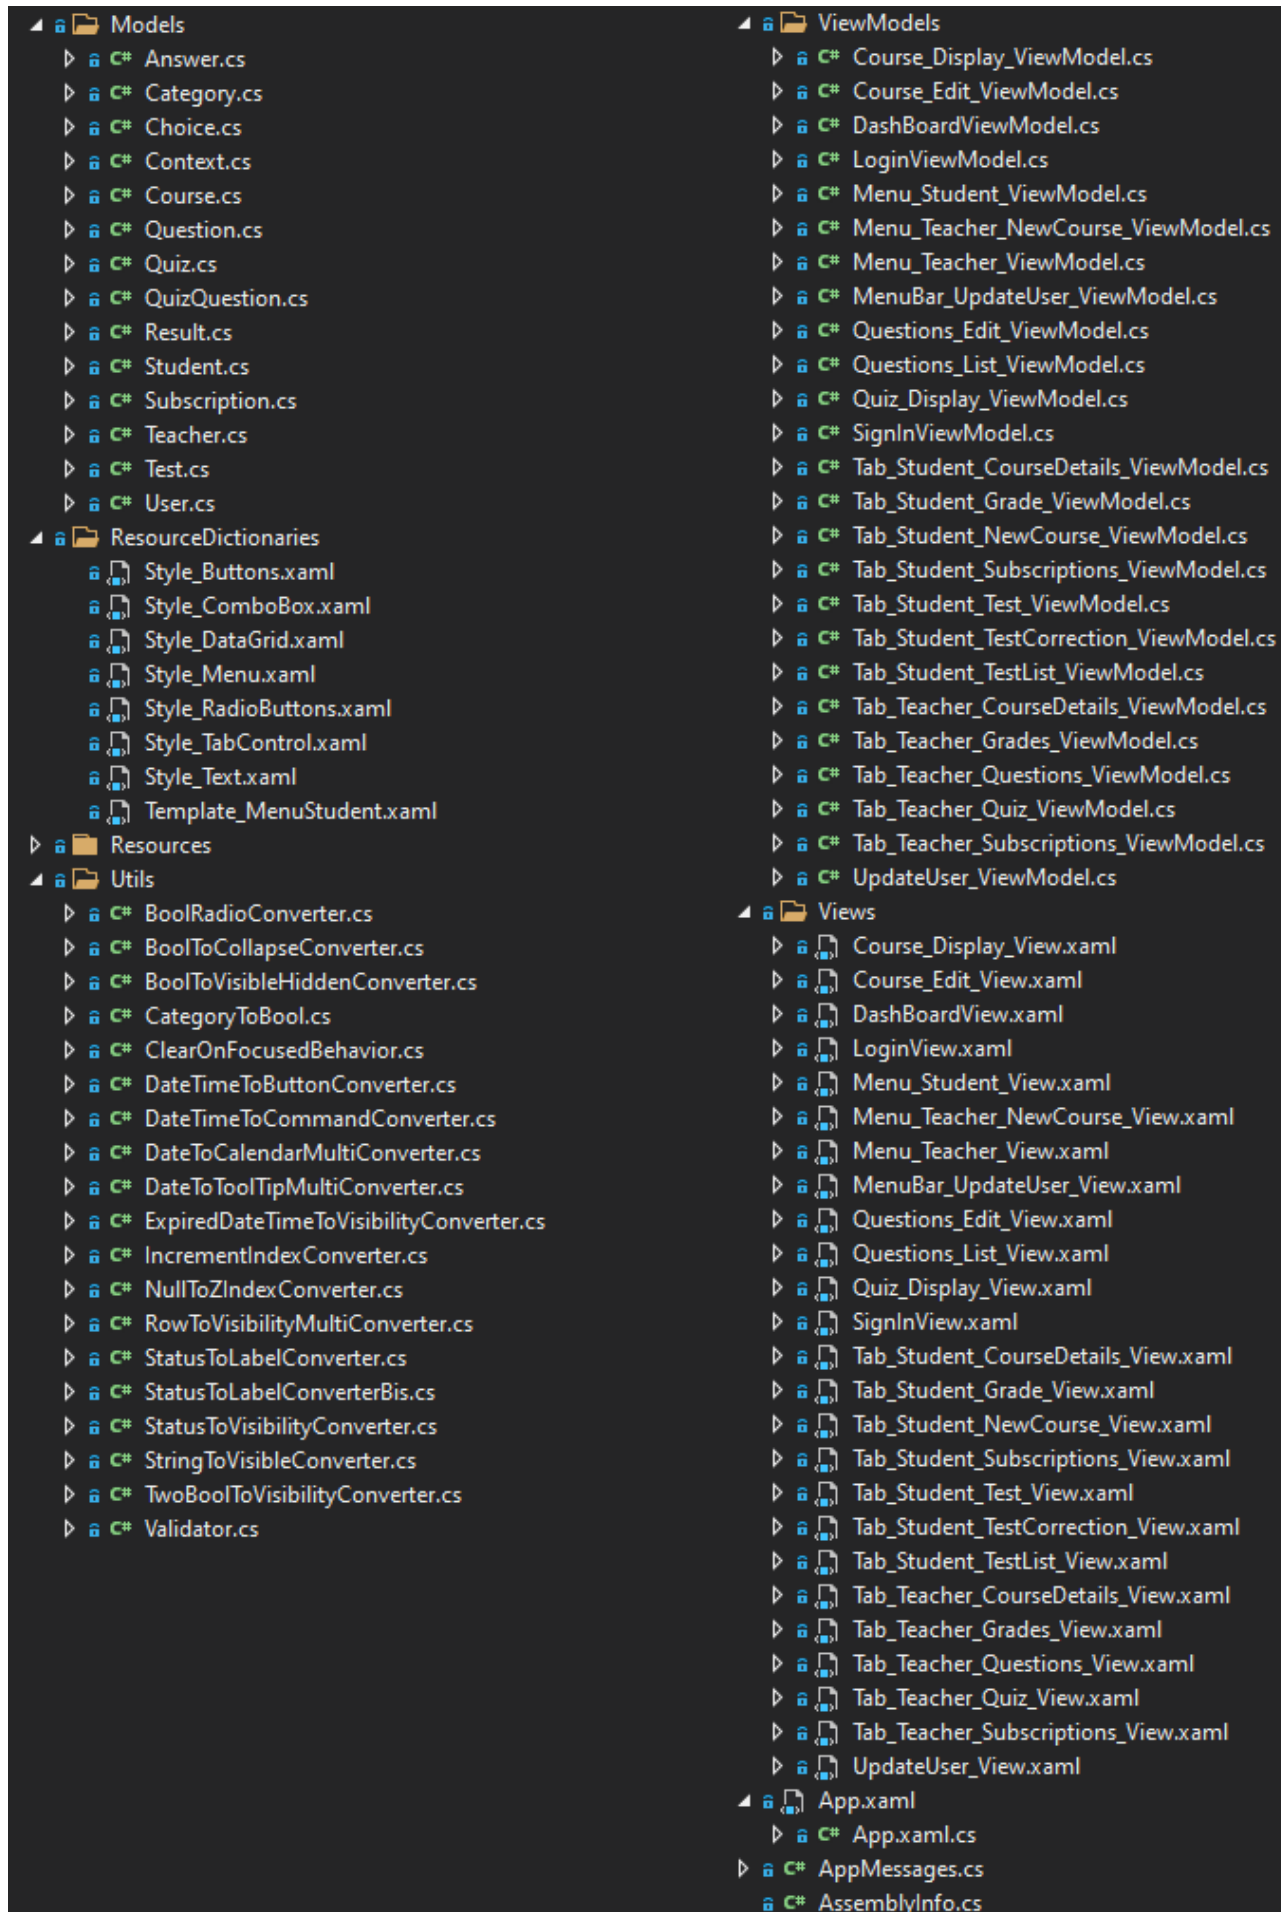 Models
C# Answer.cs
C# Category.cs
C# Choice.cs
C# Context.cs
C# Course.cs
C# Question.cs
C# Quiz.cs
C# QuizQuestion.cs
C# Result.cs
C# Student.cs
C# Subscription.cs
C# Teacher.cs
C# Test.cs
C# User.cs
ResourceDictionaries
Style_Buttons.xaml
Style_ComboBox.xaml
Style_DataGrid.xaml
Style_Menu.xaml
Style_RadioButtons.xaml
Style_TabControl.xaml
Style_Text.xaml
Template_MenuStudent.xaml
Resources
Utils
C# BoolRadioConverter.cs
C# BoolToCollapseConverter.cs
C# BoolToVisibleHiddenConverter.cs
C# CategoryToBool.cs
C# ClearOnFocusedBehavior.cs
C# DateTimeToButtonConverter.cs
C# DateTimeToCommandConverter.cs
C# DateToCalendarMultiConverter.cs
C# DateToToolTipMultiConverter.cs
C# ExpiredDateTimeToVisibilityConverter.cs
C# IncrementIndexConverter.cs
C# NullToZIndexConverter.cs
C# RowToVisibilityMultiConverter.cs
C# StatusToLabelConverter.cs
C# StatusToLabelConverterBis.cs
C# StatusToVisibilityConverter.cs
C# StringToVisibleConverter.cs
C# TwoBoolToVisibilityConverter.cs
C# Validator.cs
ViewModels
C# Course_Display_ViewModel.cs
C# Course_Edit_ViewModel.cs
C# DashBoardViewModel.cs
C# LoginViewModel.cs
C# Menu_Student_ViewModel.cs
C# Menu_Teacher_NewCourse_ViewModel.cs
C# Menu_Teacher_ViewModel.cs
C# MenuBar_UpdateUser_ViewModel.cs
C# Questions_Edit_ViewModel.cs
C# Questions_List_ViewModel.cs
C# Quiz_Display_ViewModel.cs
C# SignInViewModel.cs
C# Tab_Student_CourseDetails_ViewModel.cs
C# Tab_Student_Grade_ViewModel.cs
C# Tab_Student_NewCourse_ViewModel.cs
C# Tab_Student_Subscriptions_ViewModel.cs
C# Tab_Student_Test_ViewModel.cs
C# Tab_Student_TestCorrection_ViewModel.cs
C# Tab_Student_TestList_ViewModel.cs
C# Tab_Teacher_CourseDetails_ViewModel.cs
C# Tab_Teacher_Grades_ViewModel.cs
C# Tab_Teacher_Questions_ViewModel.cs
C# Tab_Teacher_Quiz_ViewModel.cs
C# Tab_Teacher_Subscriptions_ViewModel.cs
C# UpdateUser_ViewModel.cs
Views
Course_Display_View.xaml
Course_Edit_View.xaml
DashBoardView.xaml
LoginView.xaml
Menu_Student_View.xaml
Menu_Teacher_NewCourse_View.xaml
Menu_Teacher_View.xaml
MenuBar_UpdateUser_View.xaml
Questions_Edit_View.xaml
Questions_List_View.xaml
Quiz_Display_View.xaml
SignInView.xaml
Tab_Student_CourseDetails_View.xaml
Tab_Student_Grade_View.xaml
Tab_Student_NewCourse_View.xaml
Tab_Student_Subscriptions_View.xaml
Tab_Student_Test_View.xaml
Tab_Student_TestCorrection_View.xaml
Tab_Student_TestList_View.xaml
Tab_Teacher_CourseDetails_View.xaml
Tab_Teacher_Grades_View.xaml
Tab_Teacher_Questions_View.xaml
Tab_Teacher_Quiz_View.xaml
Tab_Teacher_Subscriptions_View.xaml
UpdateUser_View.xaml
App.xaml
C# App.xaml.cs
C# AppMessages.cs
C# AssemblyInfo.cs